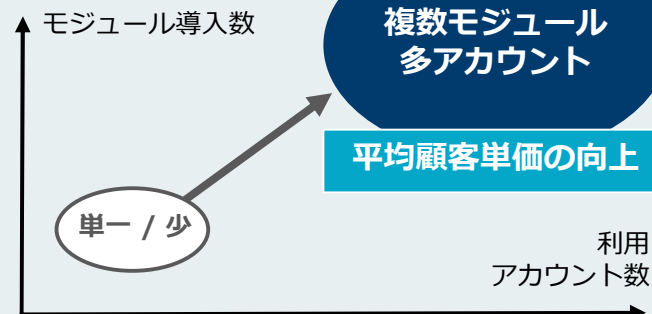 モジュール導入数
複数モジュール
多アカウント
平均顧客単価の向上
単一 / 少
利用
アカウント数